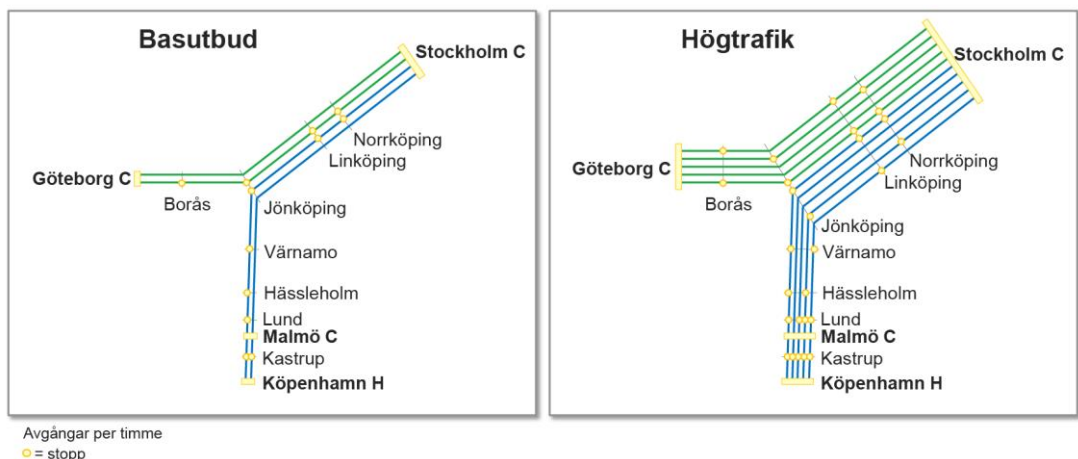 Basutbud
Stockholm C
Norrköping
Linköping
Göteborg C
Borås
Jönköping
Värnamo
Hässleholm
Lund
Malmö C
Kastrup
Köpenhamn H
Högtrafik
Stockholm C
Norrköping
Linköping
Göteborg C
Borås
Jönköping
Värnamo
Hässleholm
Lund
Malmö C
Kastrup
Köpenhamn H
Avgångar per timme
= stopp